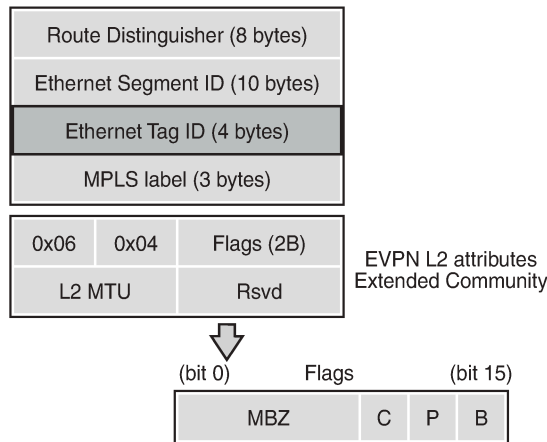 Route Distinguisher (8 bytes)
Ethernet Segment ID (10 bytes)
Ethernet Tag ID (4 bytes)
MPLS label (3 bytes)
0x06 0x04 Flags (2B)
L2 MTU Rsvd
EVPN L2 attributes
Extended Community
(bit 0) Flags (bit 15)
MBZ C P B